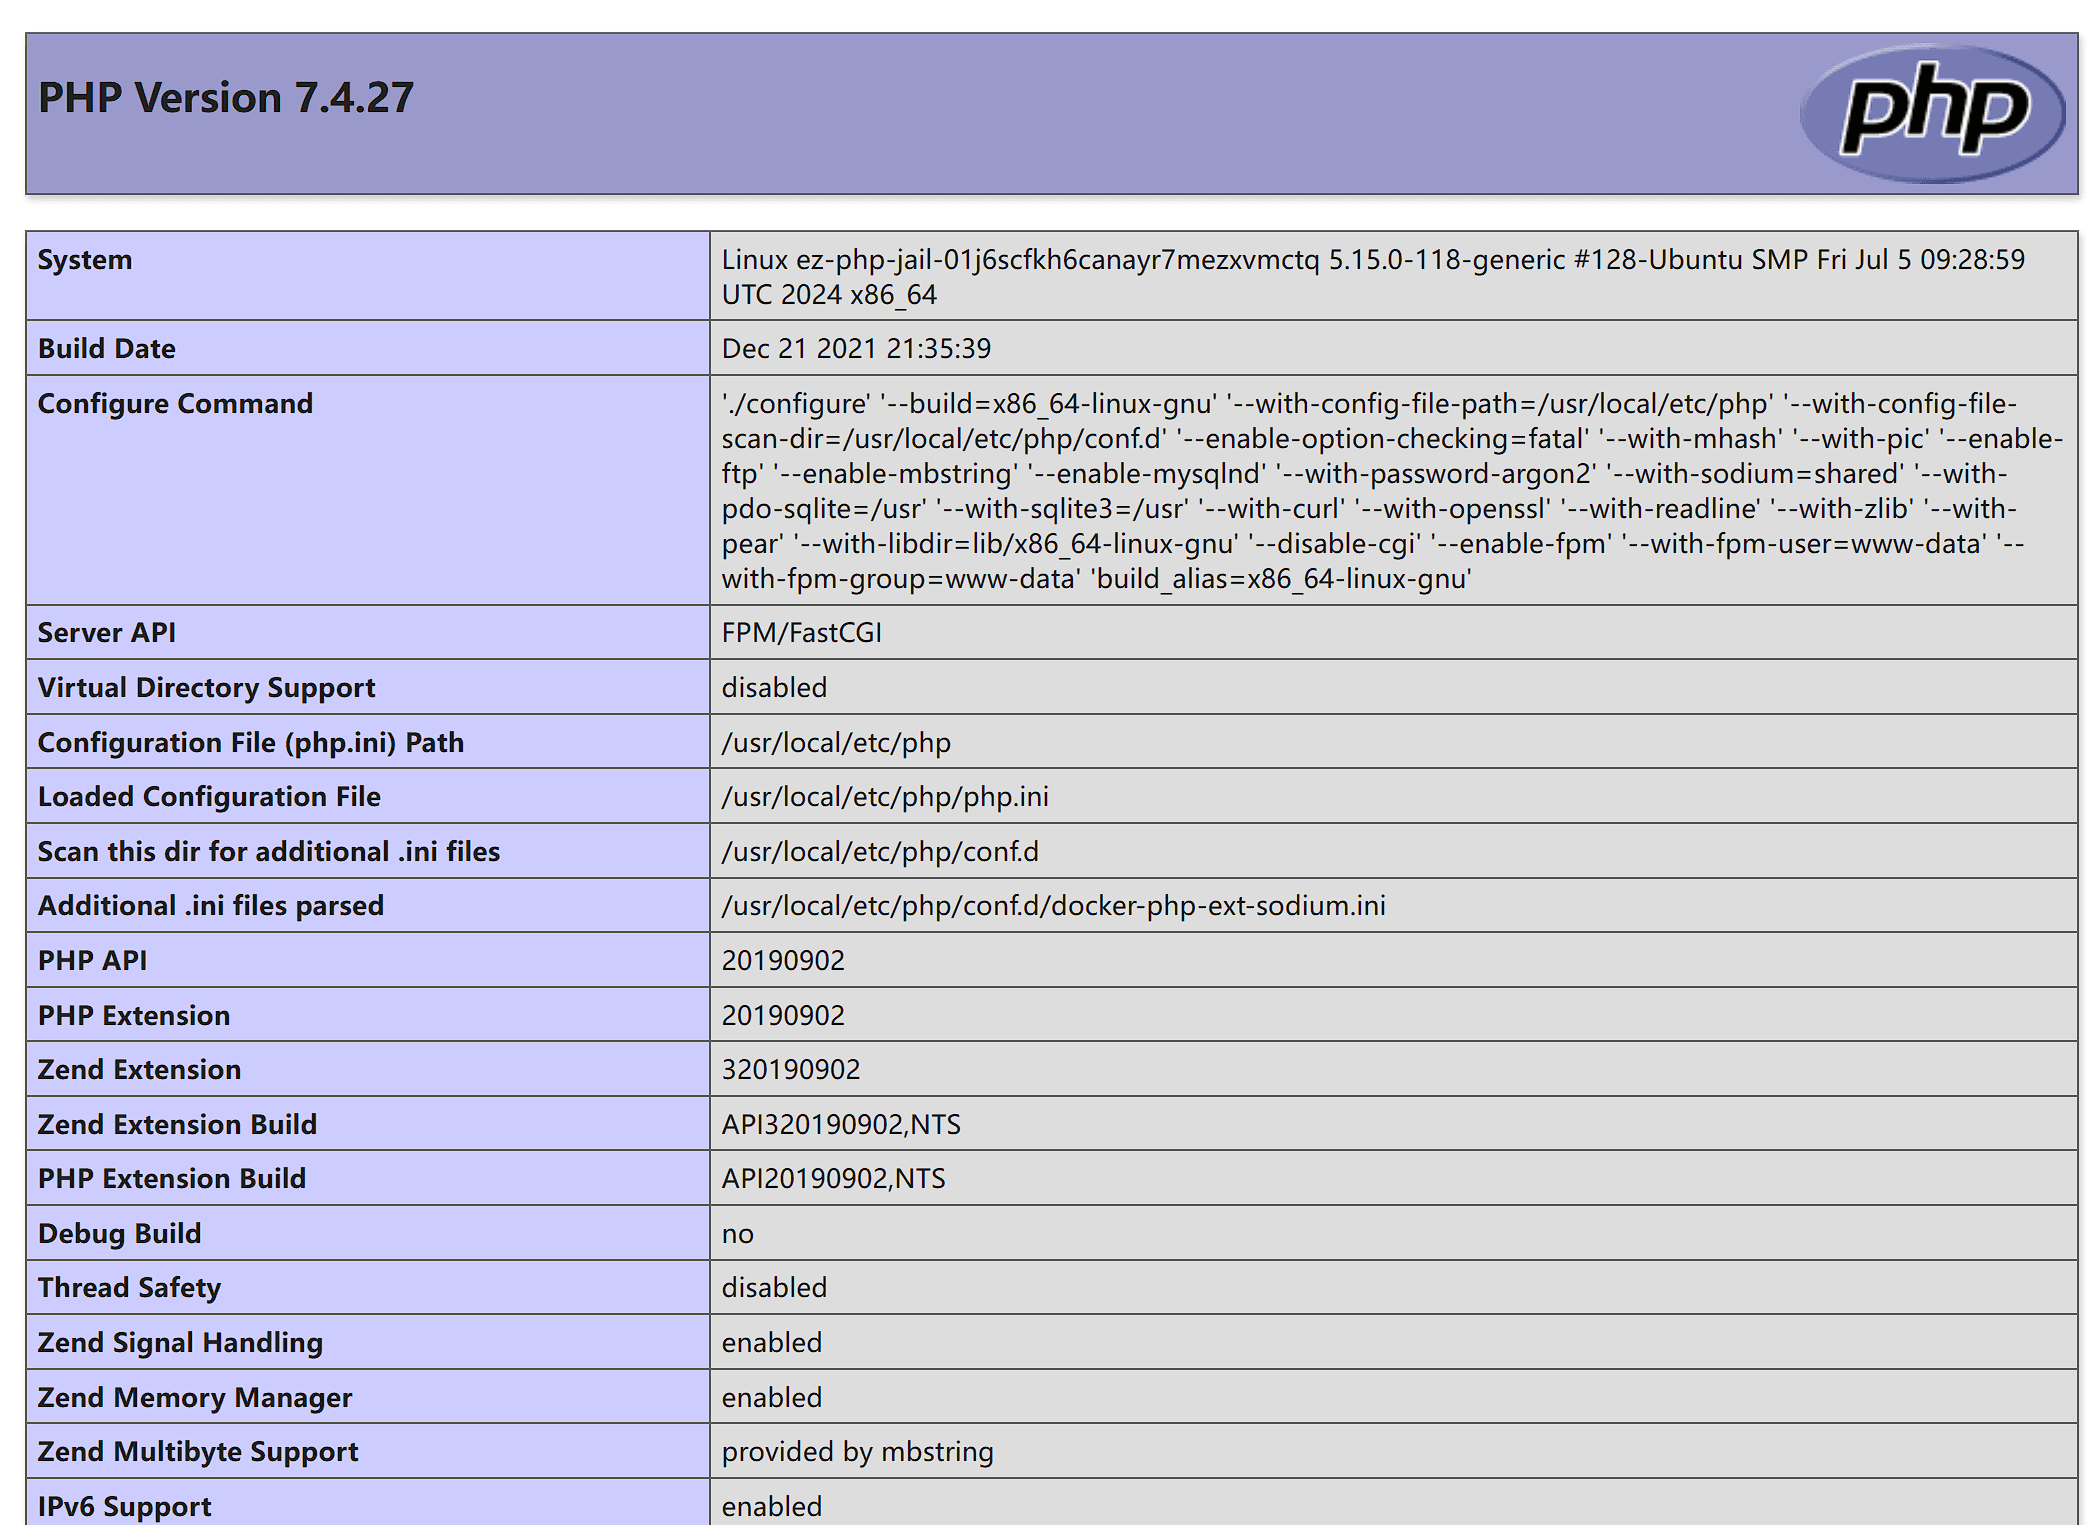 PHP Version 7.4.27
php
System
Linux ez-php-jail-01j6scfkh6canayr7mezxvmctq 5.15.0-118-generic #128-Ubuntu SMP Fri Jul 5 09:28:59
UTC 2024 x86_64
Build Date
Dec 21 2021 21:35:39
Configure Command
'./configure' '--build=x86_64-linux-gnu' '--with-config-file-path=/usr/local/etc/php' '--with-config-file-
scan-dir=/usr/local/etc/php/conf.d' '--enable-option-checking=fatal' '--with-mhash' '--with-pic' '--enable-
ftp' '--enable-mbstring' '--enable-mysqlnd' '--with-password-argon2' '--with-sodium=shared' '--with-
pdo-sqlite=/usr' '--with-sqlite3=/usr' '--with-curl' '--with-openssl' '--with-readline' '--with-zlib' '--with-
pear' '--with-libdir=lib/x86_64-linux-gnu' '--disable-cgi' '--enable-fpm' '--with-fpm-user=www-data' '--
with-fpm-group=www-data' 'build_alias=x86_64-linux-gnu'
Server API
FPM/FastCGI
Virtual Directory Support
disabled
Configuration File (php.ini) Path
/usr/local/etc/php
Loaded Configuration File
/usr/local/etc/php/php.ini
Scan this dir for additional .ini files
/usr/local/etc/php/conf.d
Additional .ini files parsed
/usr/local/etc/php/conf.d/docker-php-ext-sodium.ini
PHP API
20190902
PHP Extension
20190902
Zend Extension
320190902
Zend Extension Build
API320190902,NTS
PHP Extension Build
API20190902,NTS
Debug Build
no
Thread Safety
disabled
Zend Signal Handling
enabled
Zend Memory Manager
enabled
Zend Multibyte Support
provided by mbstring
IPv6 Support
enabled